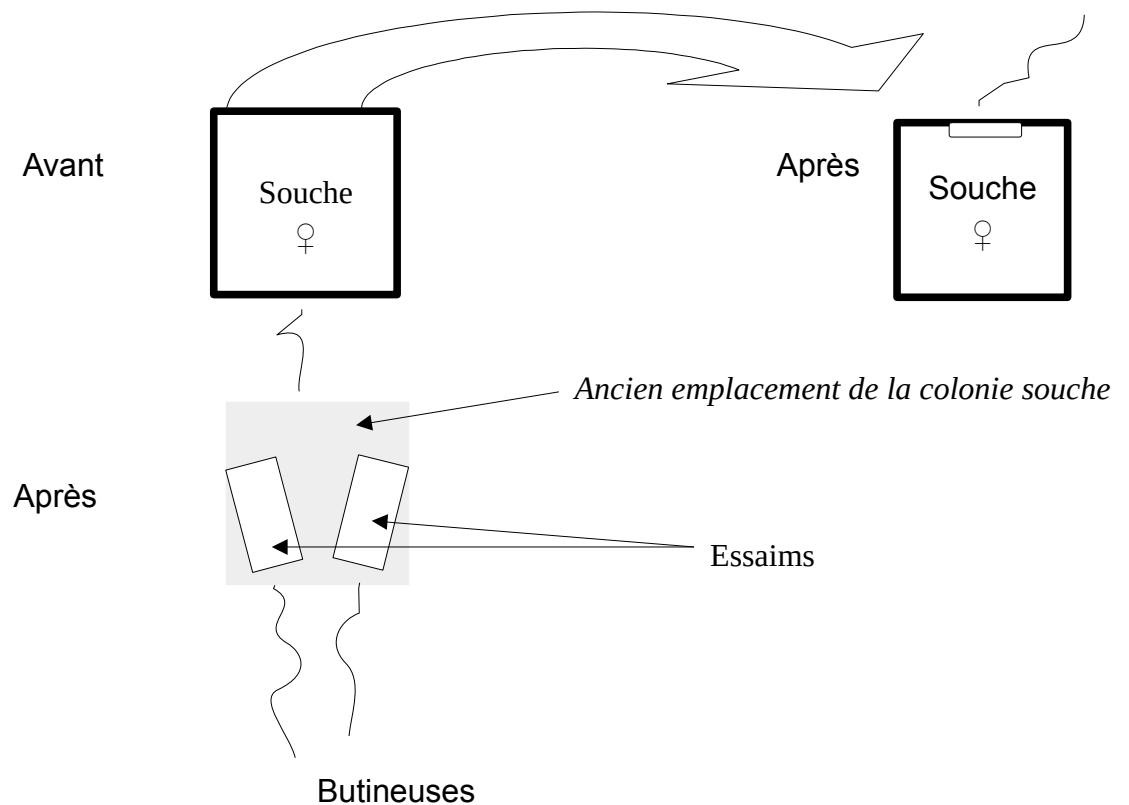 Avant
Souche
♀
Après
Souche
♀
Ancien emplacement de la colonie souche
Après
Essaims
Butineuses